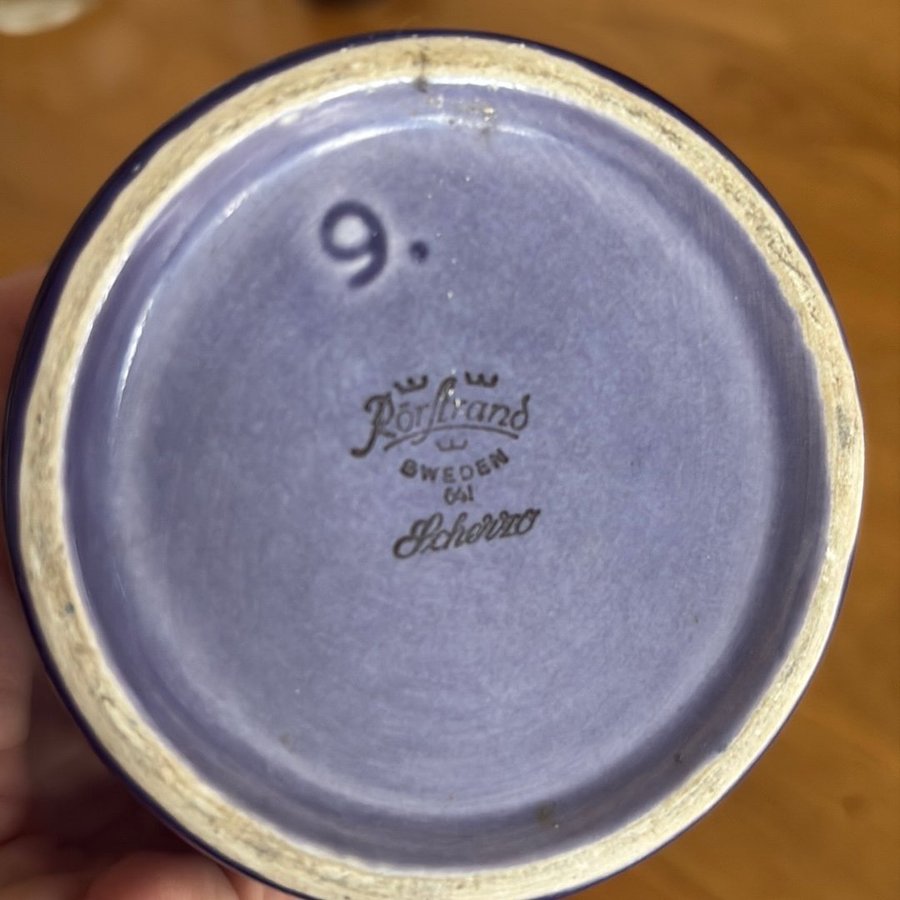 9.
Rörstrand
SWEDEN
641
Scherzo